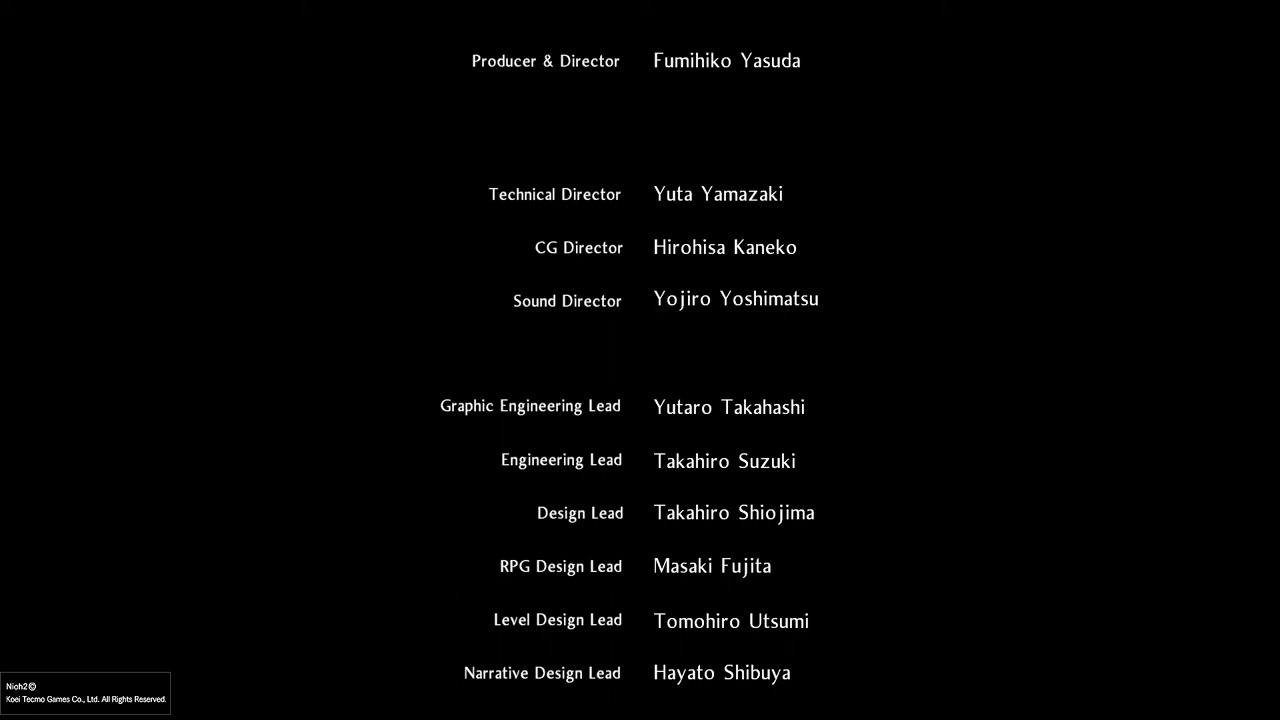 Producer & Director Fumihiko Yasuda
Technical Director Yuta Yamazaki
CG Director Hirohisa Kaneko
Sound Director Yojiro Yoshimatsu
Graphic Engineering Lead Yutaro Takahashi
Engineering Lead Takahiro Suzuki
Design Lead Takahiro Shiojima
RPG Design Lead Masaki Fujita
Level Design Lead Tomohiro Utsumi
Narrative Design Lead Hayato Shibuya
Nioh2©
Koei Tecmo Games Co., Ltd. All Rights Reserved.